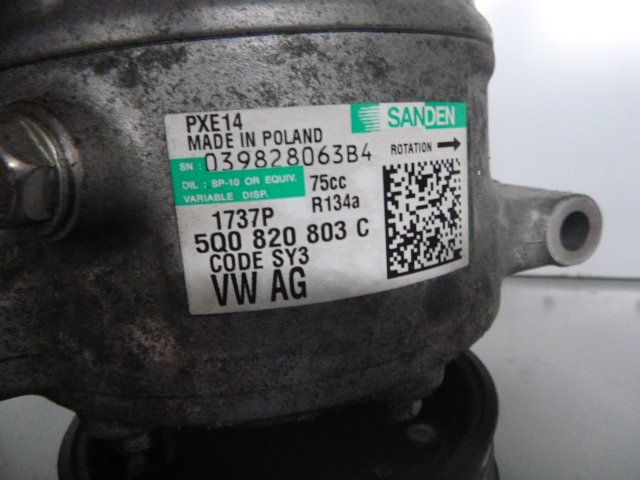 PXE14
SANDEN
MADE IN POLAND
SN : 039828063B4
ROTATION →
OIL : SP-10 OR EQUIV.
VARIABLE DISP.
75cc
R134a
1737P
5Q0 820 803 C
CODE SY3
VW AG